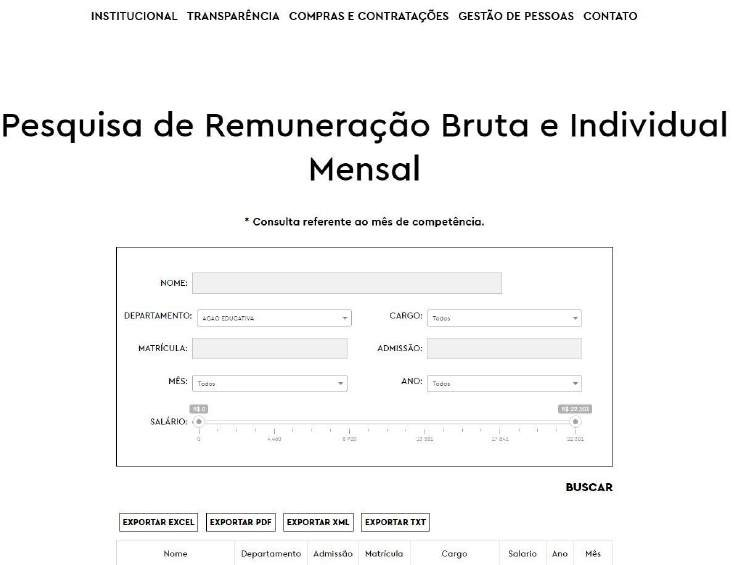 INSTITUCIONAL TRANSPARÊNCIA COMPRAS E CONTRATAÇÕES GESTÃO DE PESSOAS CONTATO
Pesquisa de Remuneração Bruta e Individual
Mensal
* Consulta referente ao mês de competência.
NOME:
DEPARTAMENTO: ACAO EDUCATIVA CARGO: Todos
MATRÍCULA: ADMISSÃO:
MÊS: Todos ANO: Todos
R$ 0 R$ 22.301
SALÁRIO:
0 4.460 8.920 13.381 17.841 22.301
BUSCAR
EXPORTAR EXCEL EXPORTAR PDF EXPORTAR XML EXPORTAR TXT
Nome Departamento Admissão Matrícula Cargo Salario Ano Mês